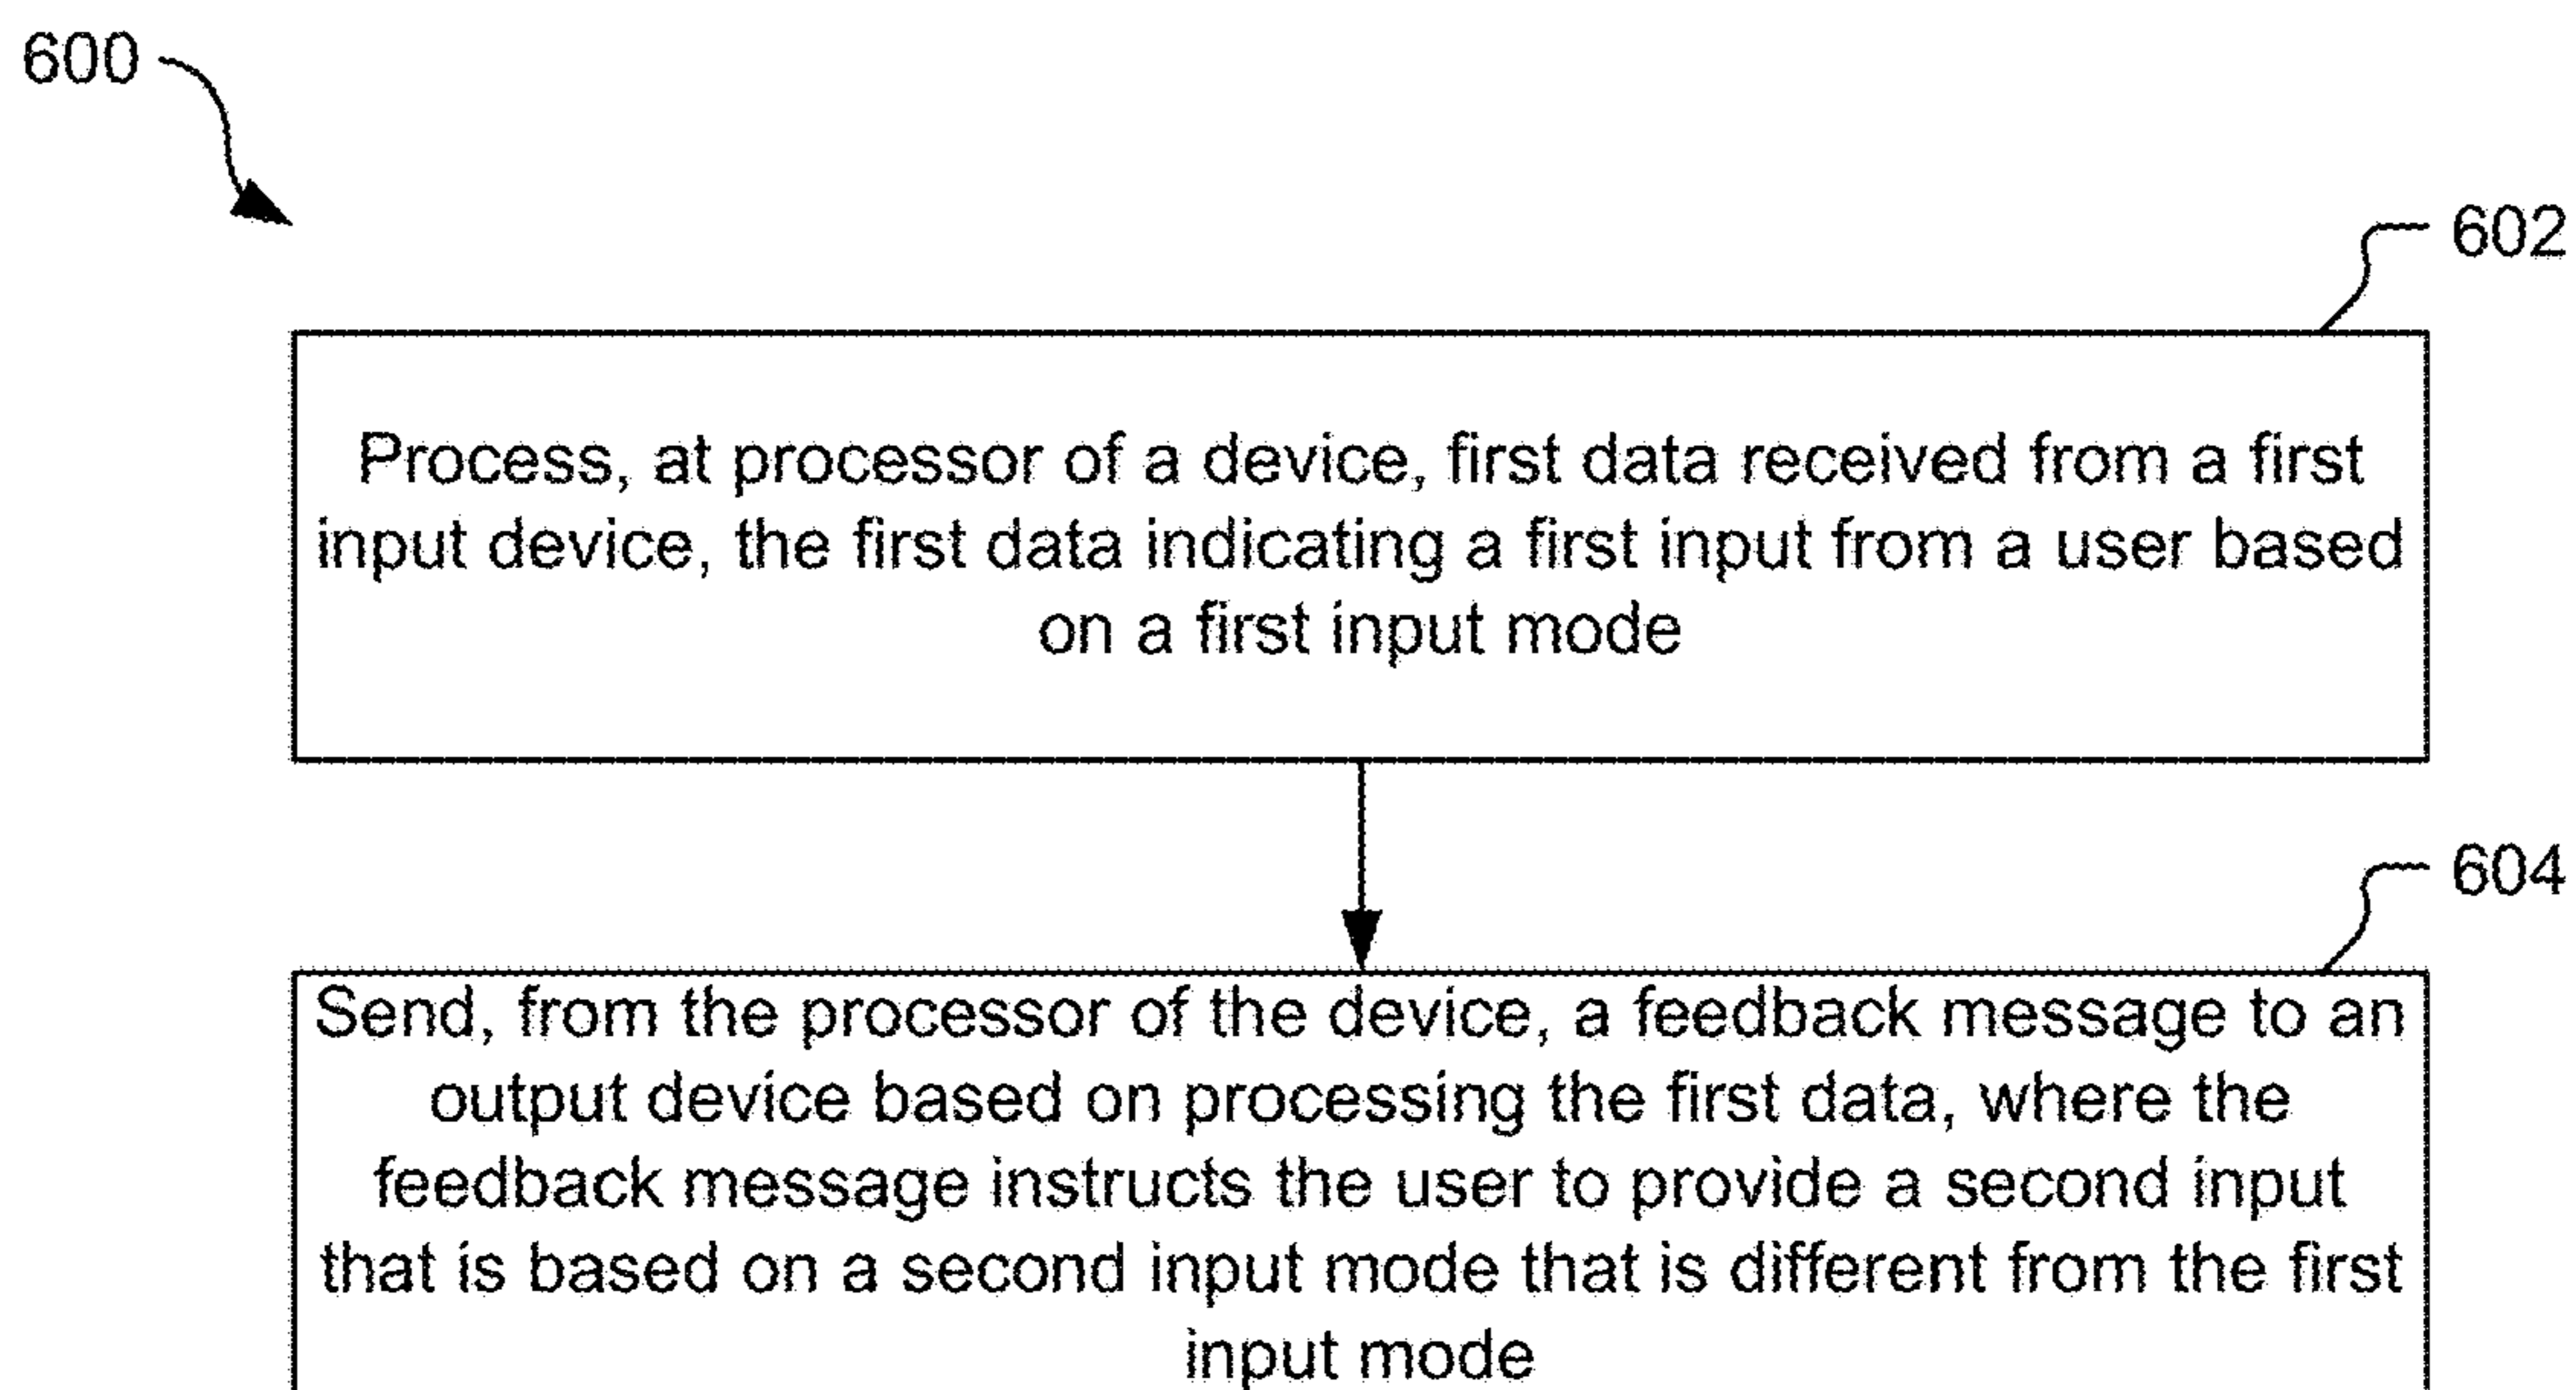 600
602
Process, at processor of a device, first data received from a first
input device, the first data indicating a first input from a user based
on a first input mode
604
Send, from the processor of the device, a feedback message to an
output device based on processing the first data, where the
feedback message instructs the user to provide a second input
that is based on a second input mode that is different from the first
input mode